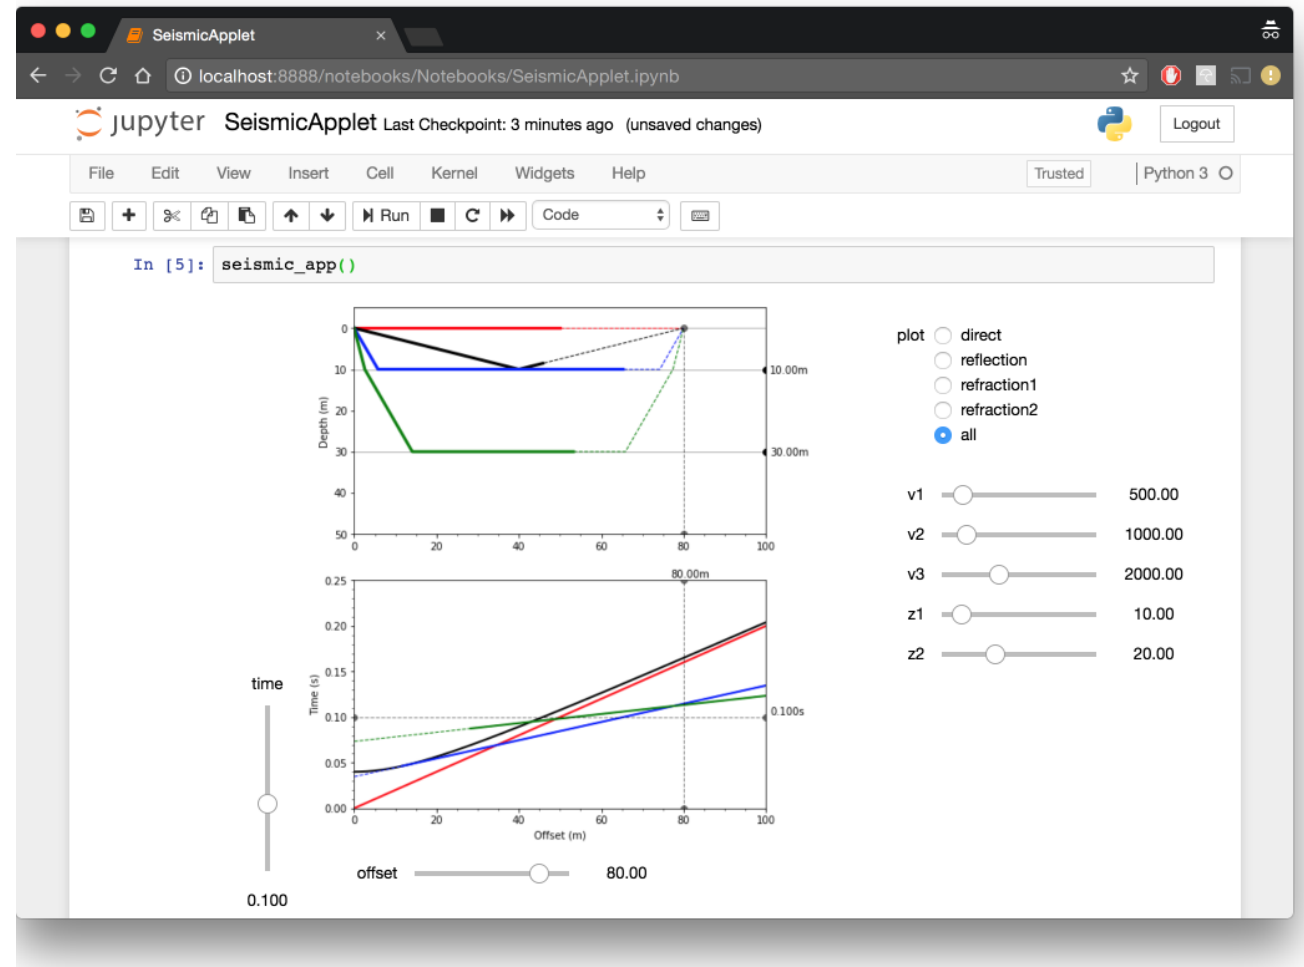 SeismicApplet ×
localhost:8888/notebooks/Notebooks/SeismicApplet.ipynb
jupyter SeismicApplet Last Checkpoint: 3 minutes ago (unsaved changes) Logout
File Edit View Insert Cell Kernel Widgets Help Trusted Python 3
Run Code
In [5]: seismic_app()
0
10
20
30
40
50
Depth (m)
10.00m
30.00m
0 20 40 60 80 100
plot direct
reflection
refraction1
refraction2
all
v1 500.00
v2 1000.00
v3 2000.00
z1 10.00
z2 20.00
80.00m
0.25
0.20
0.15
0.10
0.05
0.00
Time (s)
0.100s
0 20 40 60 80 100
Offset (m)
time
0.100
offset 80.00